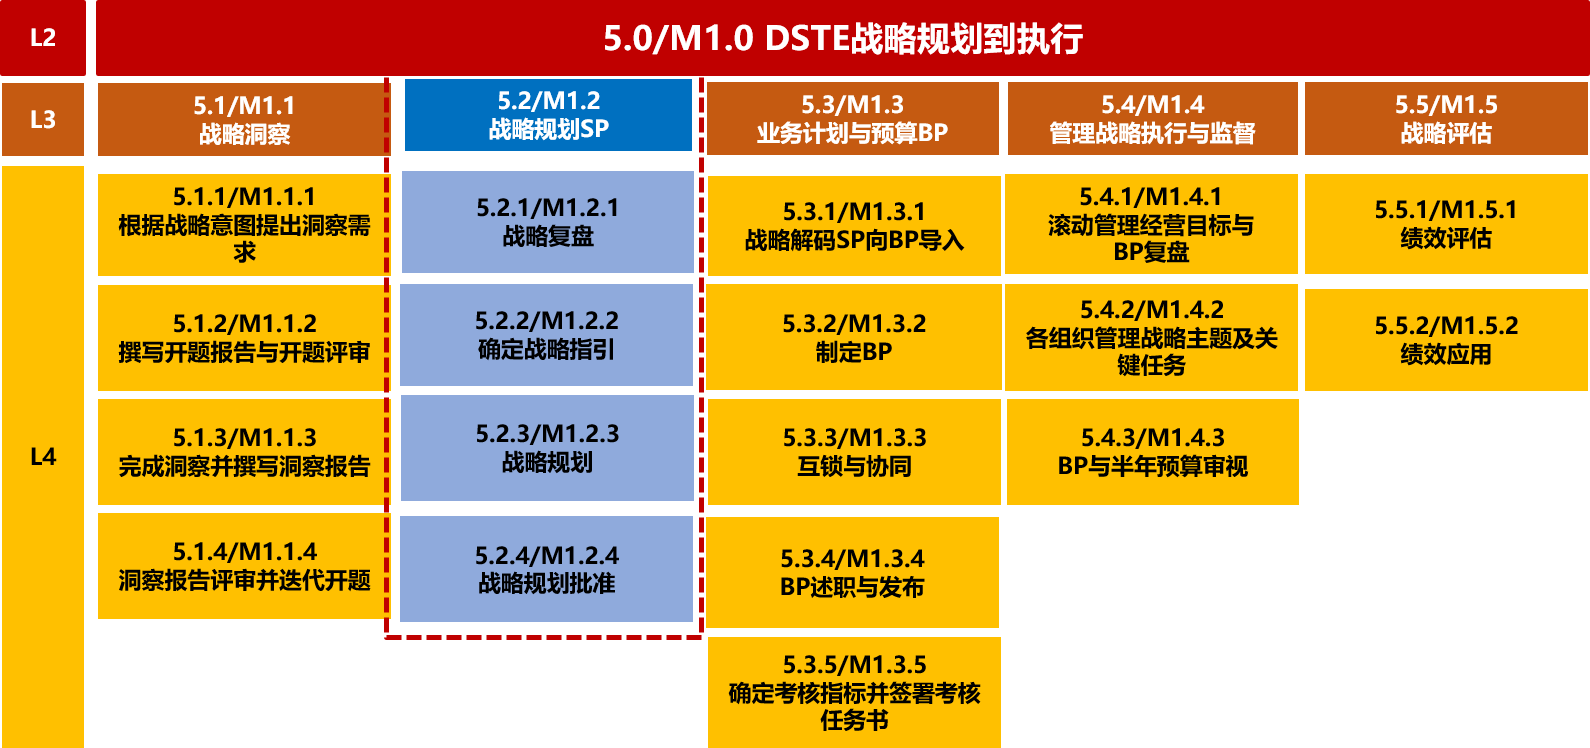 L2
5.0/M1.0 DSTE战略规划到执行
L3
5.1/M1.1
战略洞察
5.2/M1.2
战略规划SP
5.3/M1.3
业务计划与预算BP
5.4/M1.4
管理战略执行与监督
5.5/M1.5
战略评估
L4
5.1.1/M1.1.1
根据战略意图提出洞察需
求
5.1.2/M1.1.2
撰写开题报告与开题评审
5.1.3/M1.1.3
完成洞察并撰写洞察报告
5.1.4/M1.1.4
洞察报告评审并迭代开题
5.2.1/M1.2.1
战略复盘
5.2.2/M1.2.2
确定战略指引
5.2.3/M1.2.3
战略规划
5.2.4/M1.2.4
战略规划批准
5.3.1/M1.3.1
战略解码SP向BP导入
5.3.2/M1.3.2
制定BP
5.3.3/M1.3.3
互锁与协同
5.3.4/M1.3.4
BP述职与发布
5.3.5/M1.3.5
确定考核指标并签署考核
任务书
5.4.1/M1.4.1
滚动管理经营目标与
BP复盘
5.4.2/M1.4.2
各组织管理战略主题及关
键任务
5.4.3/M1.4.3
BP与半年预算审视
5.5.1/M1.5.1
绩效评估
5.5.2/M1.5.2
绩效应用